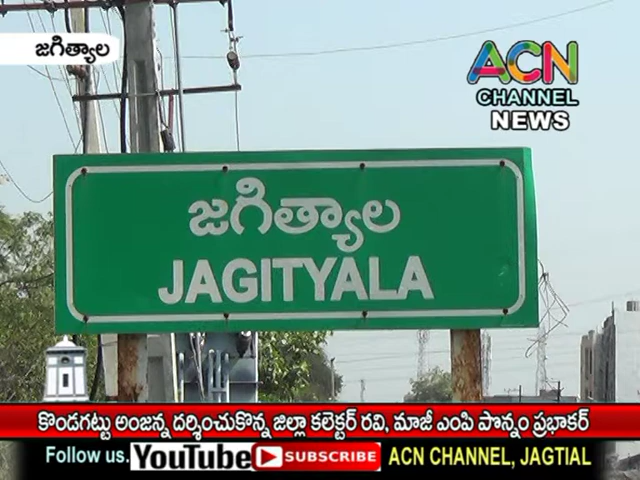 జగిత్యాల
ACN
CHANNEL
NEWS
జగిత్యాల
JAGITYALA
కొండగట్టు అంజన్న దర్శించుకొన్న జిల్లా కలెక్టర్ రవి, మాజీ ఎంపి పొన్నం ప్రభాకర్
Follow us. YouTube SUBSCRIBE ACN CHANNEL, JAGTIAL